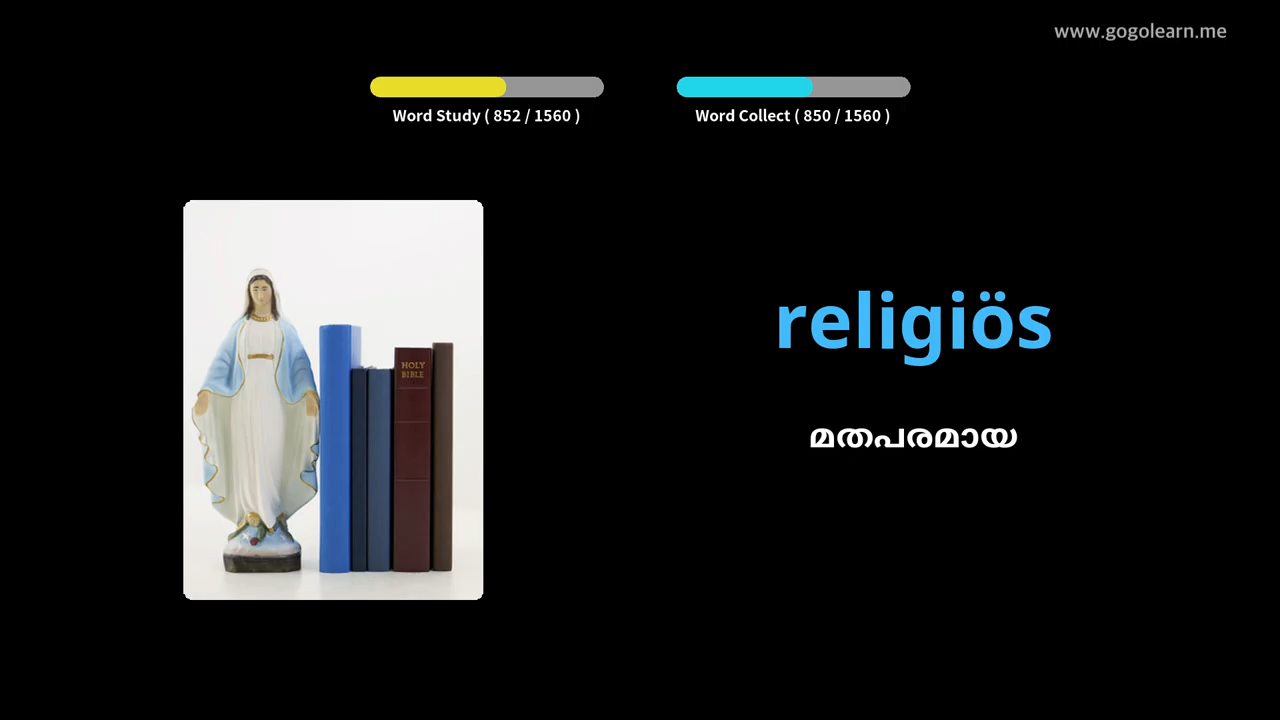 www.gogolearn.me
Word Study ( 852 / 1560 )
Word Collect ( 850 / 1560 )
HOLY
BIBLE
religiös
മതപരമായ